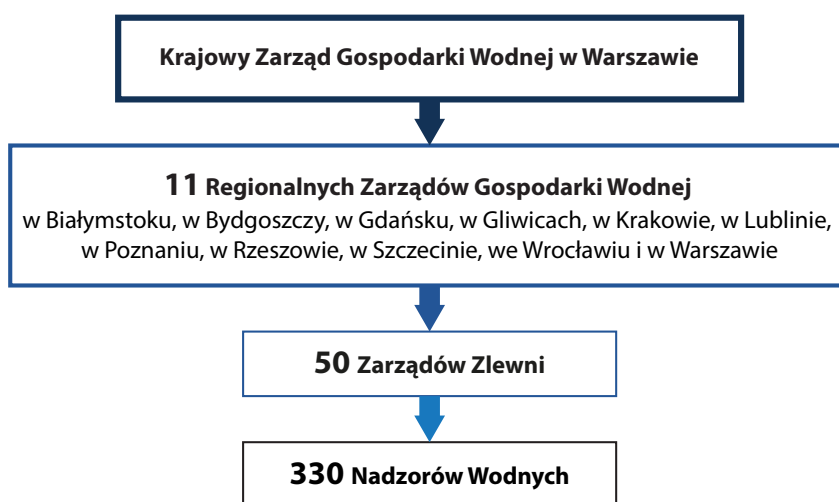 Krajowy Zarząd Gospodarki Wodnej w Warszawie
11 Regionalnych Zarządów Gospodarki Wodnej
w Białymstoku, w Bydgoszczy, w Gdańsku, w Gliwicach, w Krakowie, w Lublinie,
w Poznaniu, w Rzeszowie, w Szczecinie, we Wrocławiu i w Warszawie
50 Zarządów Zlewni
330 Nadzorów Wodnych